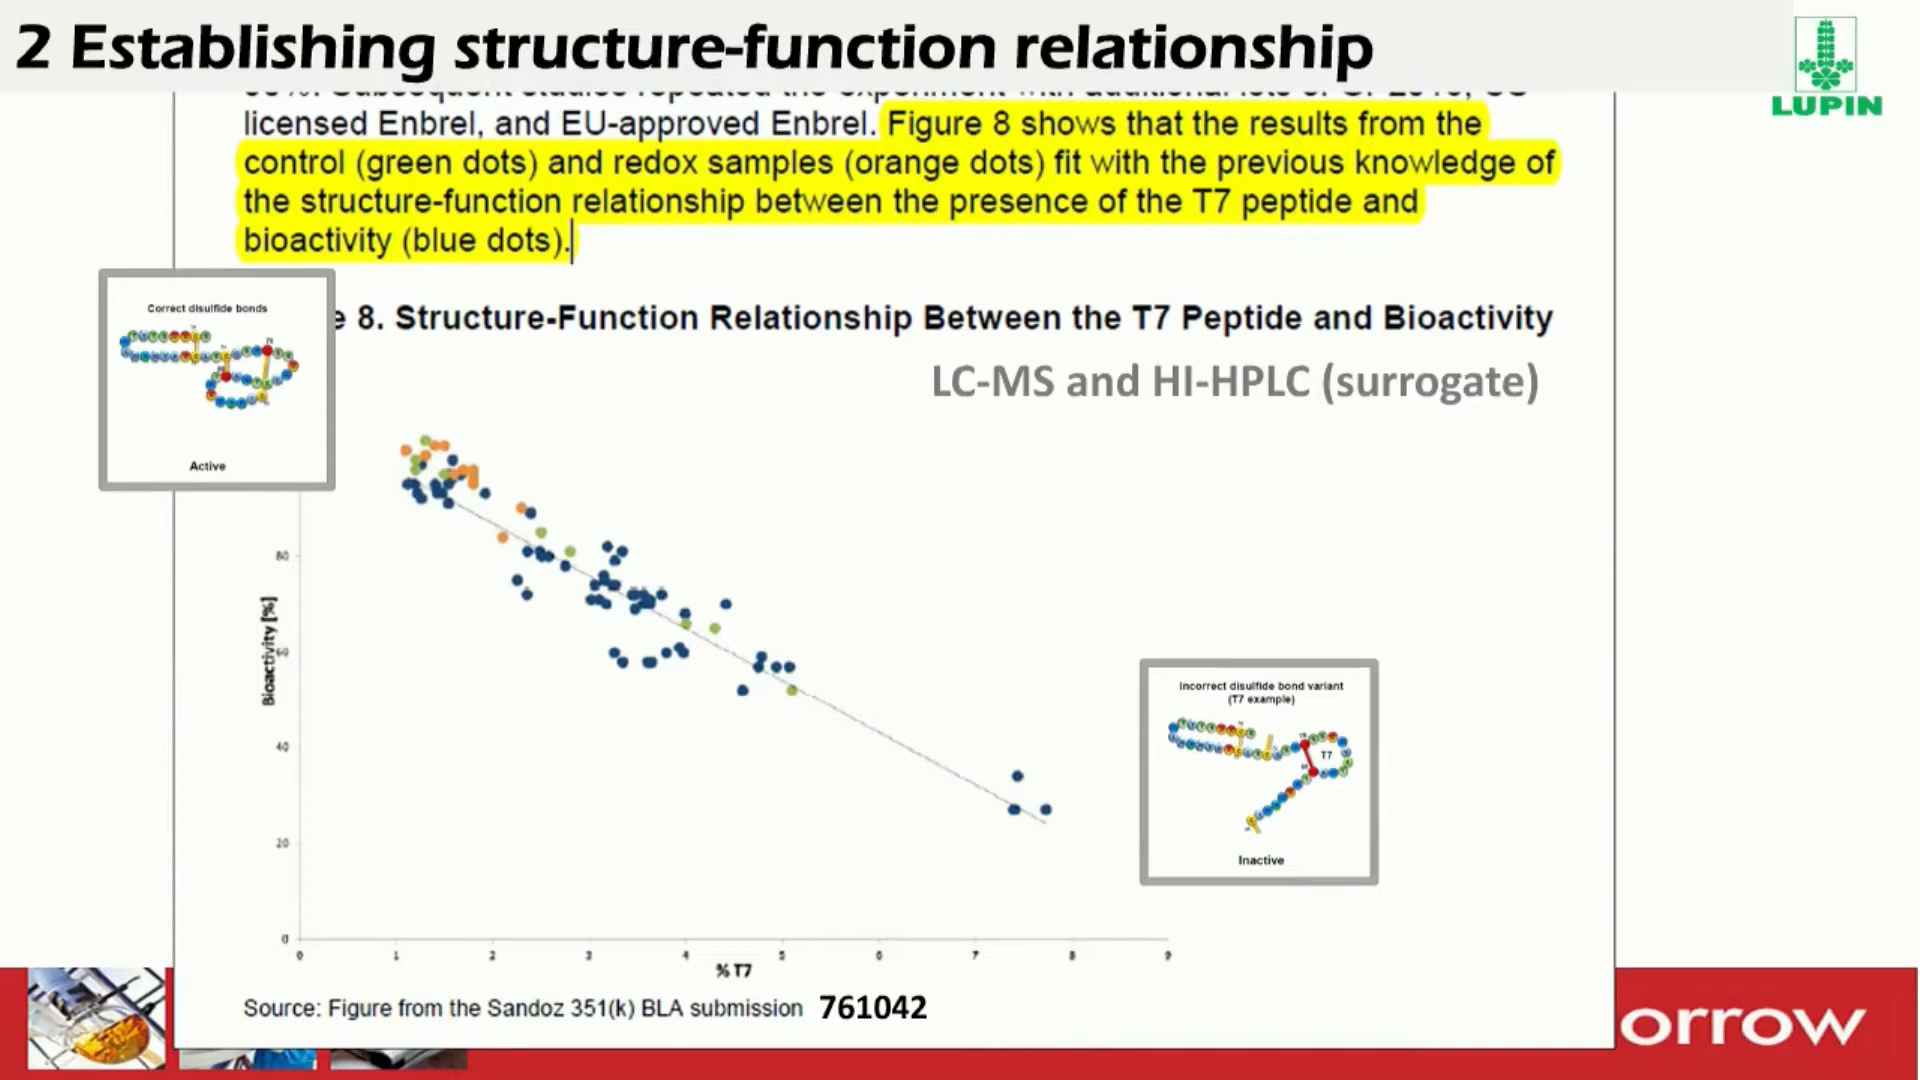 2 Establishing structure-function relationship
LUPIN
licensed Enbrel, and EU-approved Enbrel. Figure 8 shows that the results from the
control (green dots) and redox samples (orange dots) fit with the previous knowledge of
the structure-function relationship between the presence of the T7 peptide and
bioactivity (blue dots).
e 8. Structure-Function Relationship Between the T7 Peptide and Bioactivity
LC-MS and HI-HPLC (surrogate)
Correct disulfide bonds
Active
80
60
40
20
0
Bioactivity [%]
0 1 2 3 4 5 6 7 8 9
% T7
Incorrect disulfide bond variant
(T7 example)
T7
Inactive
Source: Figure from the Sandoz 351(k) BLA submission 761042
orrow